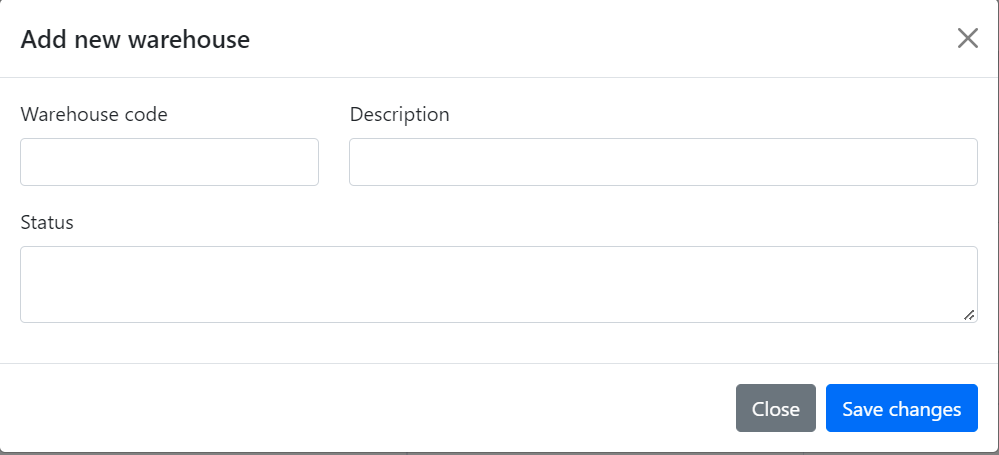 Add new warehouse
Warehouse code Description
Status
Close Save changes